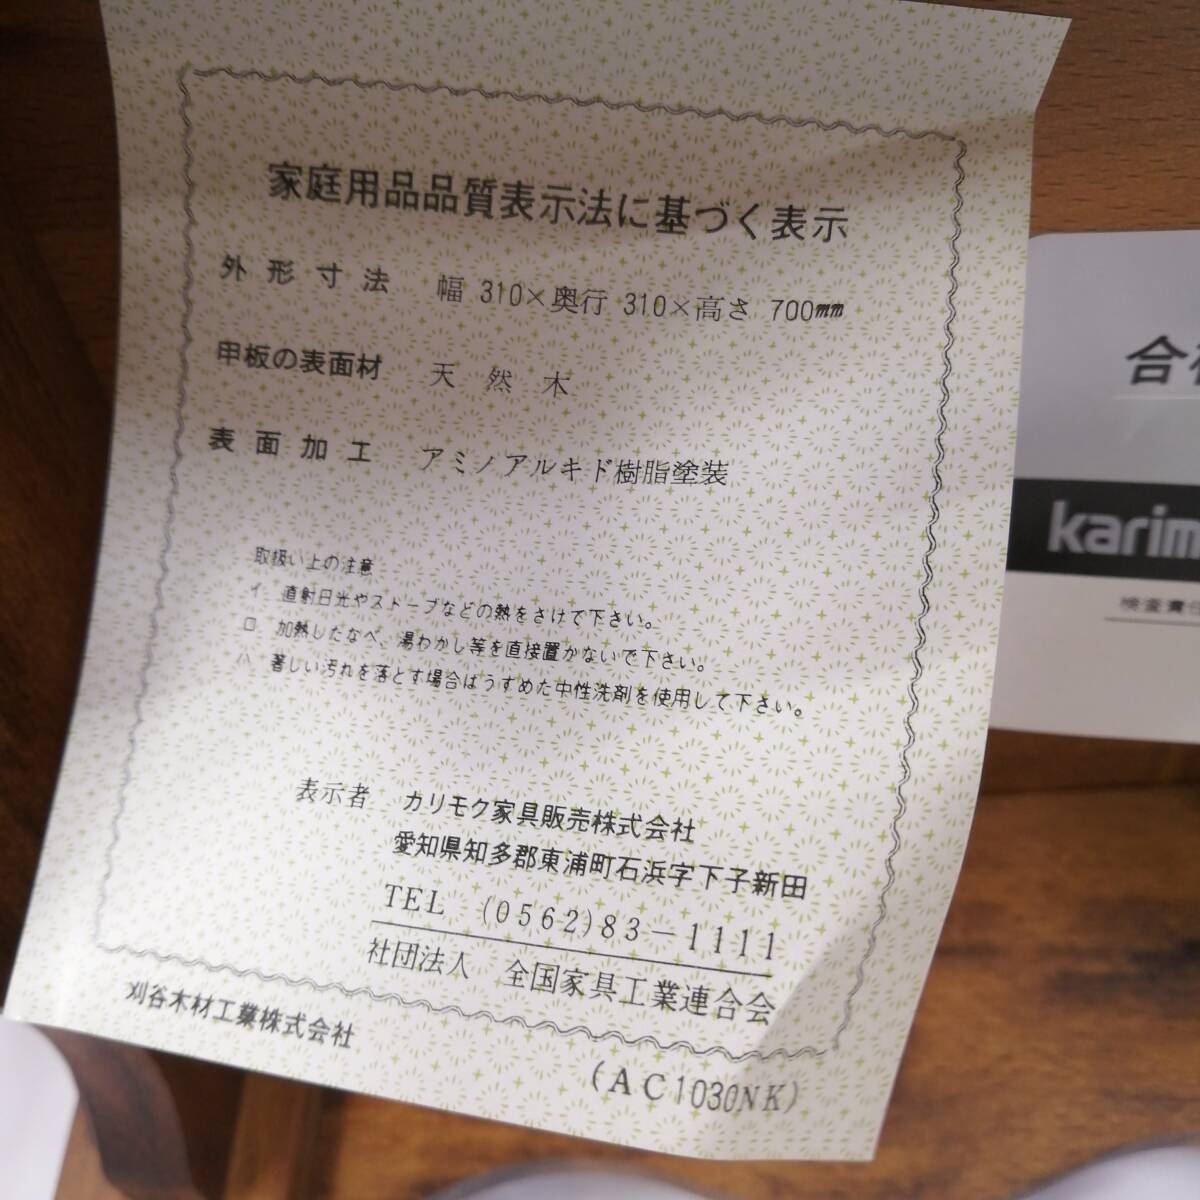 家庭用品品質表示法に基づく表示
外形寸法 幅 310×奥行 310×高さ 700mm
甲板の表面材 天然木
表面加工 アミノアルキド樹脂塗装
取扱い上の注意
イ 直射日光やストーブなどの熱をさけて下さい。
ロ 加熱したなべ、湯わかし等を直接置かないで下さい。
ハ 著しい汚れを落とす場合はうすめた中性洗剤を使用して下さい。
表示者 カリモク家具販売株式会社
愛知県知多郡東浦町石浜字下子新田
TEL (0562)83-1111
社団法人 全国家具工業連合会
刈谷木材工業株式会社
(AC1030NK)
合
karim
検査責